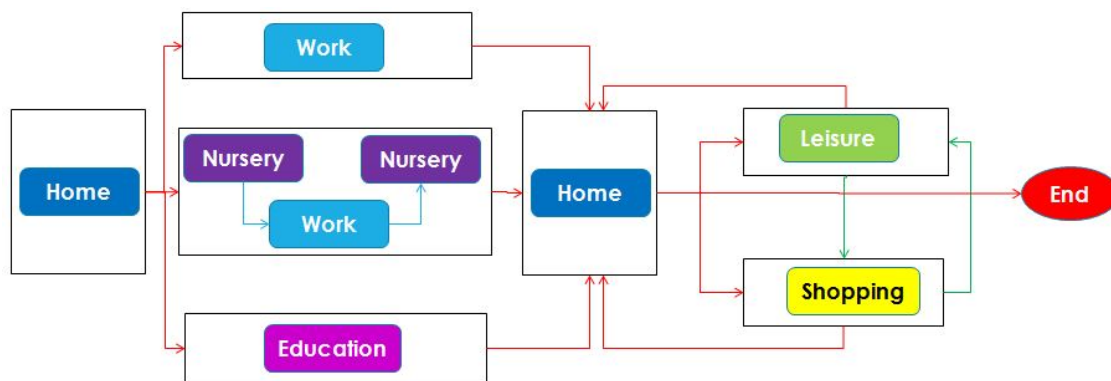 Work
Nursery
Nursery
Leisure
Home
Home
End
Work
Shopping
Education